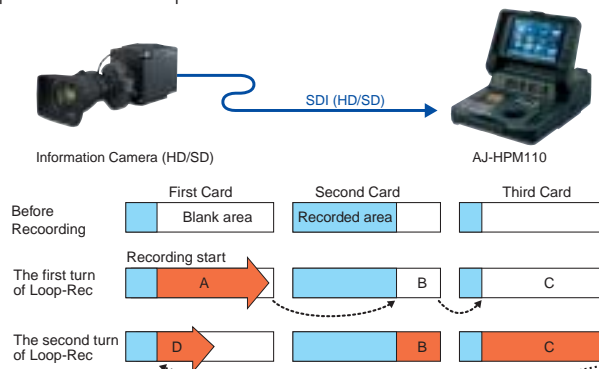 SDI (HD/SD)
Information Camera (HD/SD)
AJ-HPM110
First Card
Second Card
Third Card
Before
Recoording
Blank area
Recorded area
Recording start
The first turn
of Loop-Rec
A
B
C
The second turn
of Loop-Rec
D
B
C